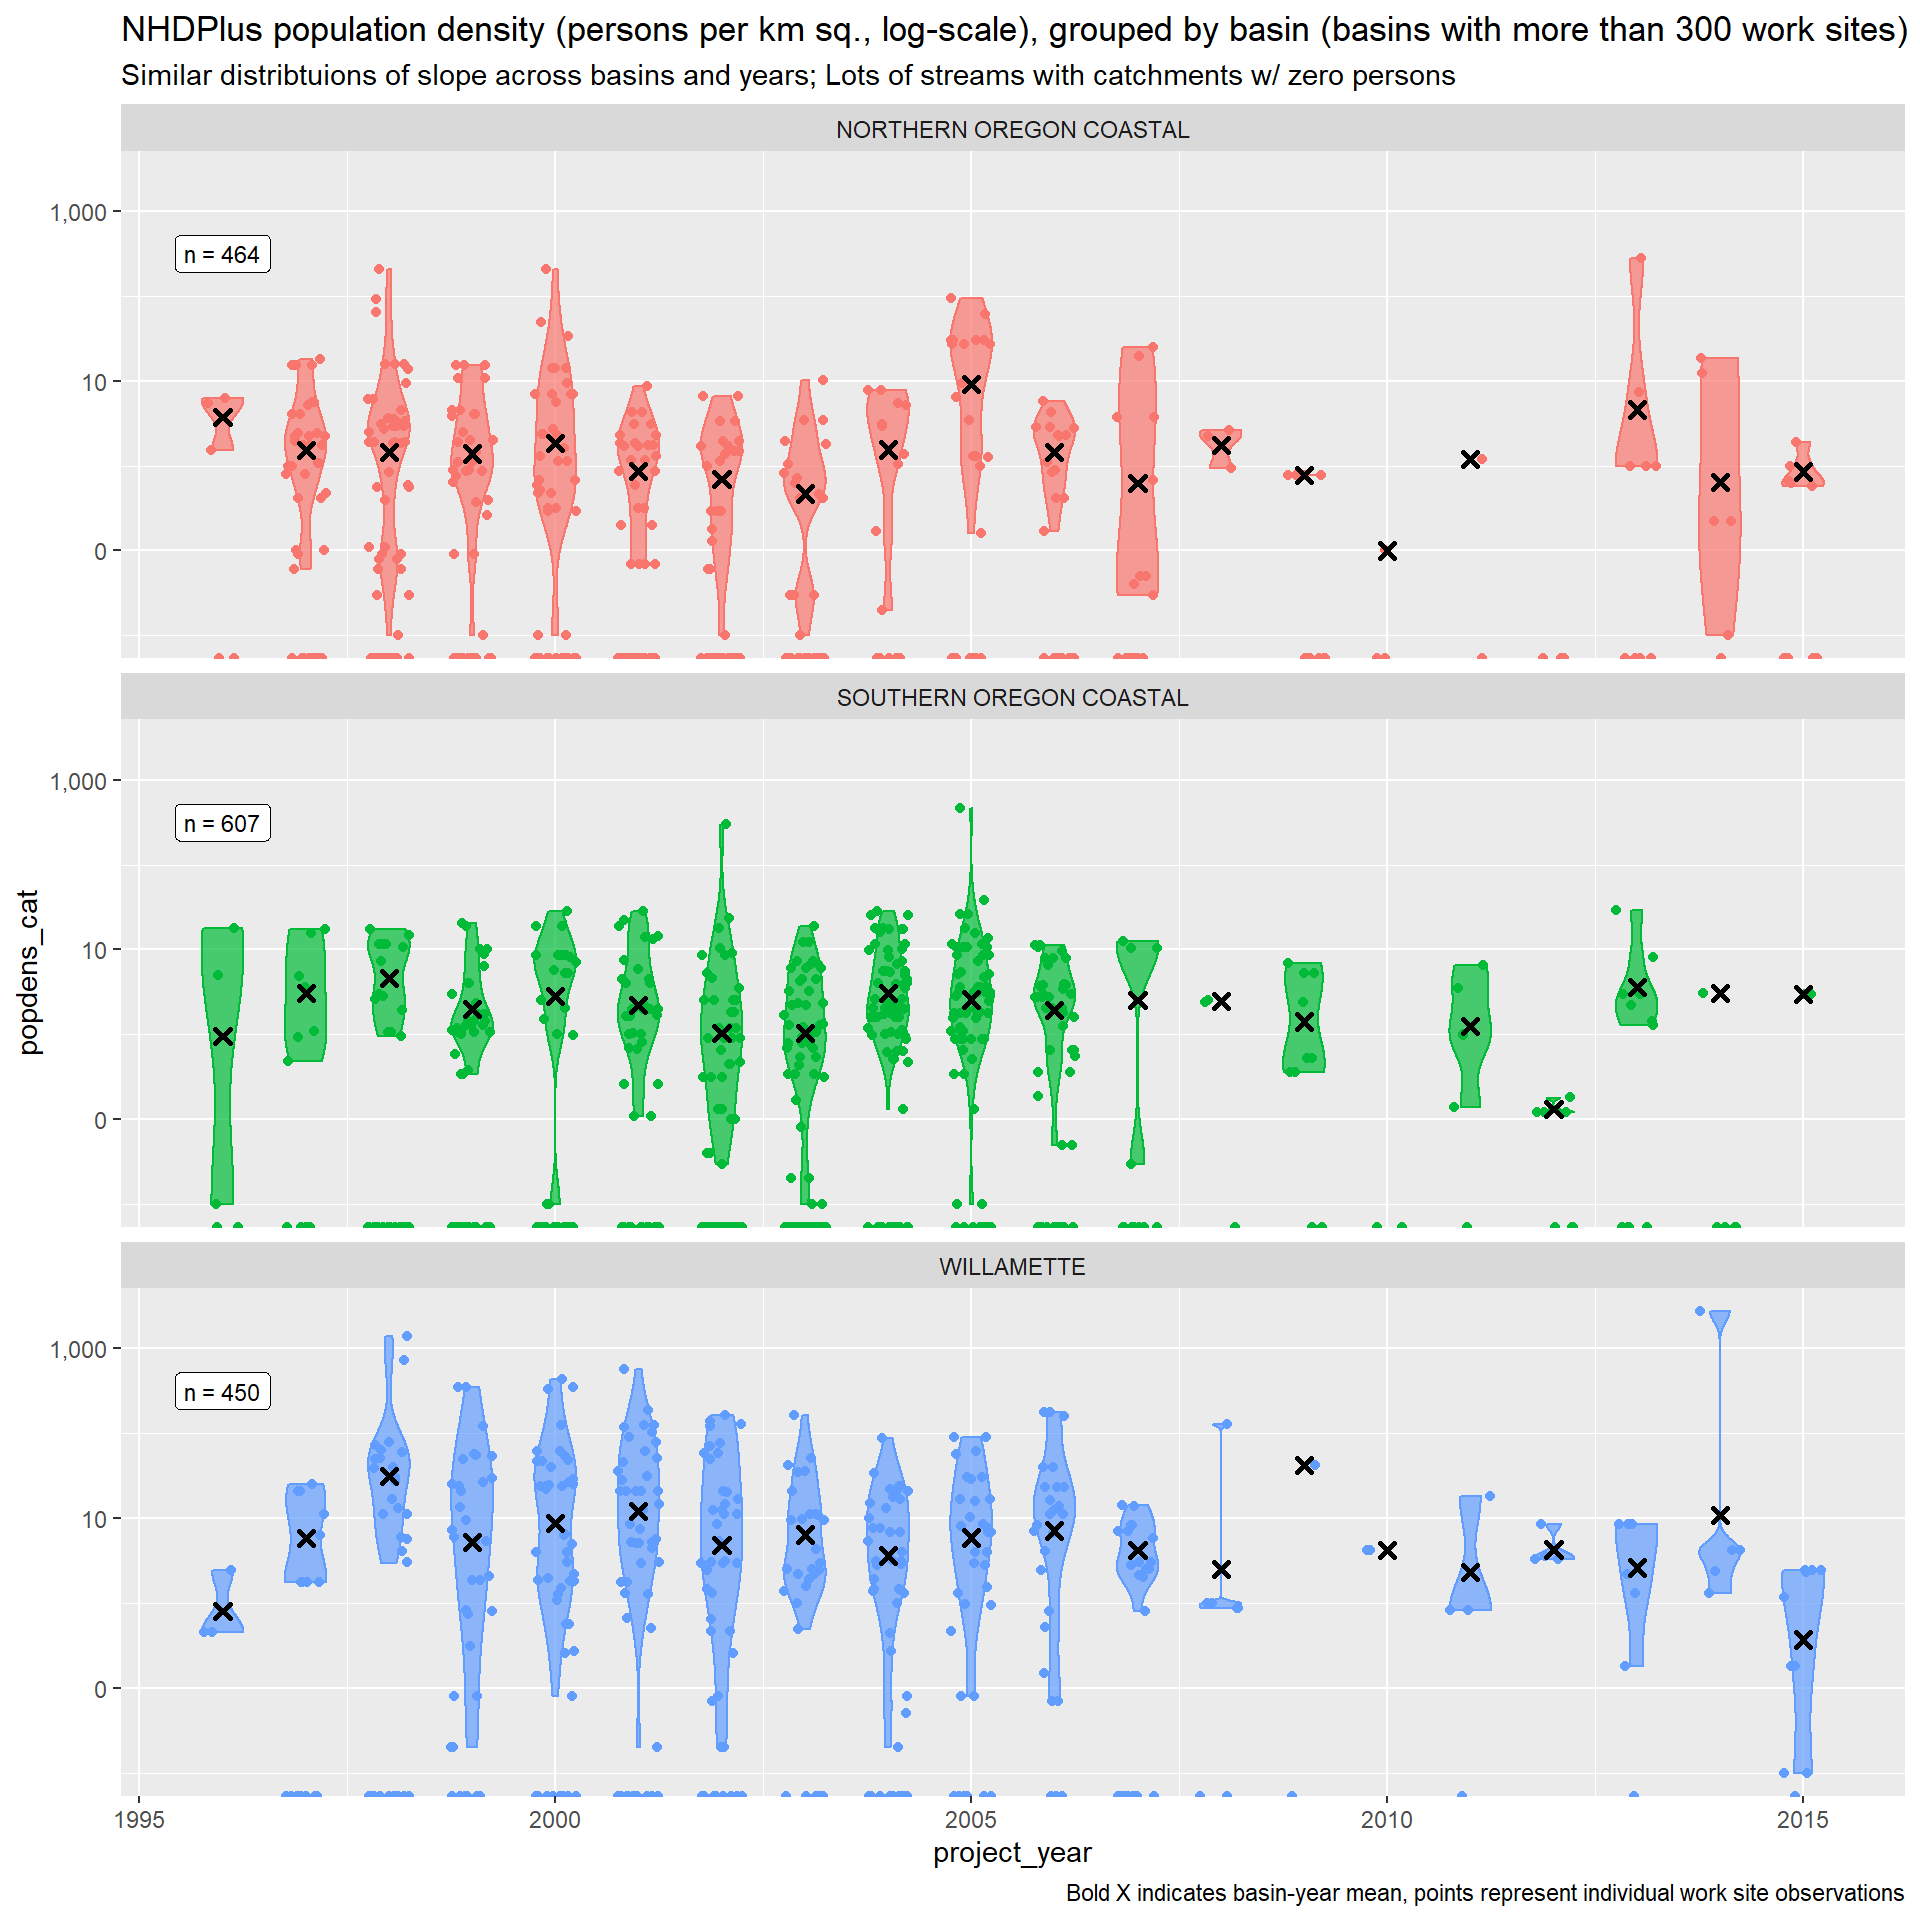 NHDPlus population density (persons per km sq., log-scale), grouped by basin (basins with more than 300 work sites)
Similar distribtuions of slope across basins and years; Lots of streams with catchments w/ zero persons
NORTHERN OREGON COASTAL
1,000
n = 464
10
0
SOUTHERN OREGON COASTAL
1,000
n = 607
10
0
popdens_cat
WILLAMETTE
1,000
n = 450
10
0
1995
2000
2005
2010
2015
project_year
Bold X indicates basin-year mean, points represent individual work site observations